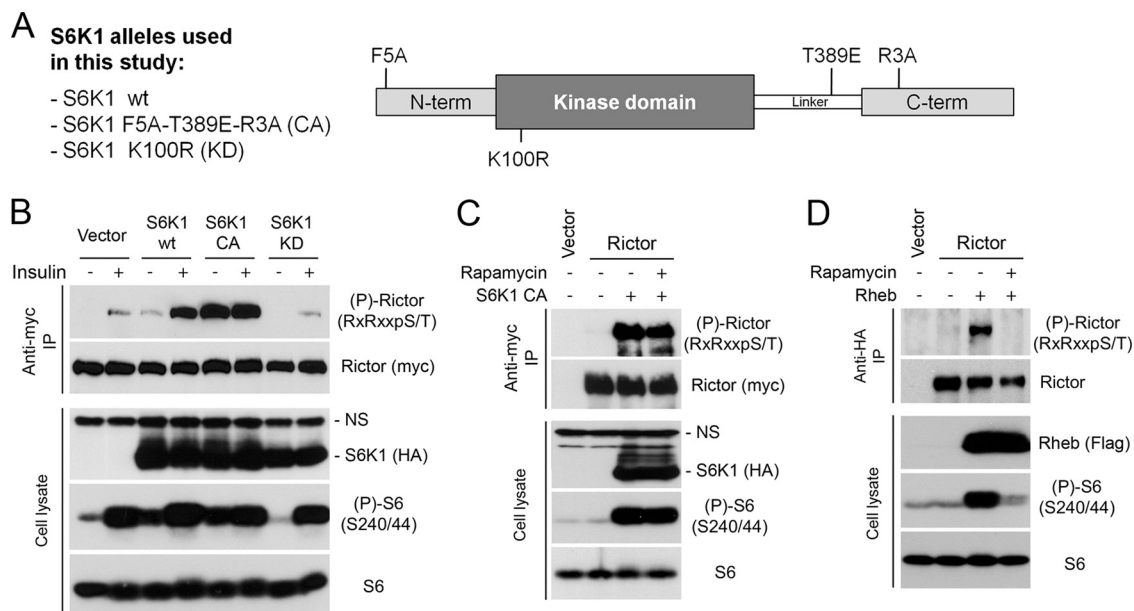 A
S6K1 alleles used
in this study:
- S6K1 wt
- S6K1 F5A-T389E-R3A (CA)
- S6K1 K100R (KD)
F5A
T389E
R3A
N-term
Kinase domain
Linker
C-term
K100R
B
Vector
S6K1
wt
S6K1
CA
S6K1
KD
Insulin - + - + - + - +
Anti-myc
IP
(P)-Rictor
(RxRxxpS/T)
Rictor (myc)
Cell lysate
- NS
- S6K1 (HA)
(P)-S6
(S240/44)
S6
C
Vector
Rictor
Rapamycin +
S6K1 CA - - + +
Anti-myc
IP
(P)-Rictor
(RxRxxpS/T)
Rictor (myc)
Cell lysate
- NS
- S6K1 (HA)
(P)-S6
(S240/44)
S6
D
Vector
Rictor
Rapamycin +
Rheb - - + +
Anti-HA
IP
(P)-Rictor
(RxRxxpS/T)
Rictor
Cell lysate
Rheb (Flag)
(P)-S6
(S240/44)
S6